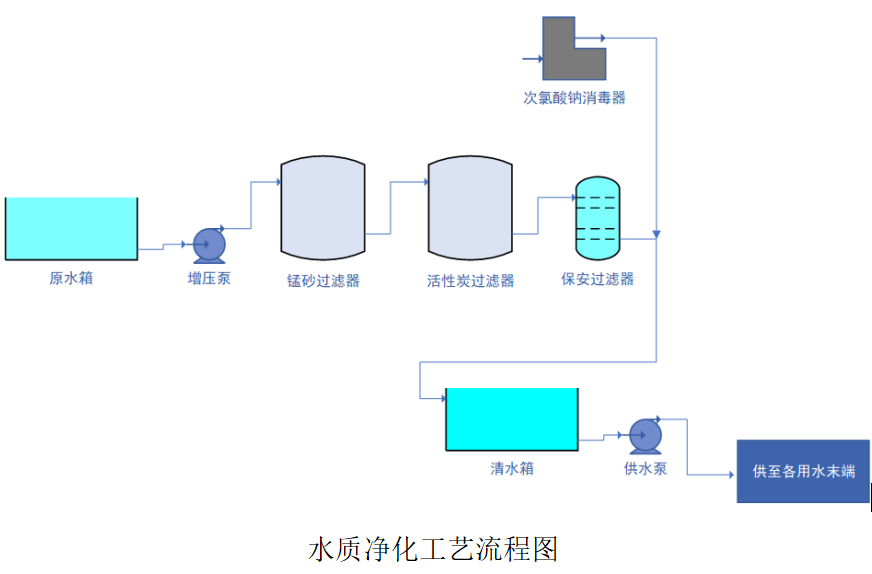 次氯酸钠消毒器
原水箱
增压泵
锰砂过滤器
活性炭过滤器
保安过滤器
清水箱
供水泵
供至各用水末端
水质净化工艺流程图